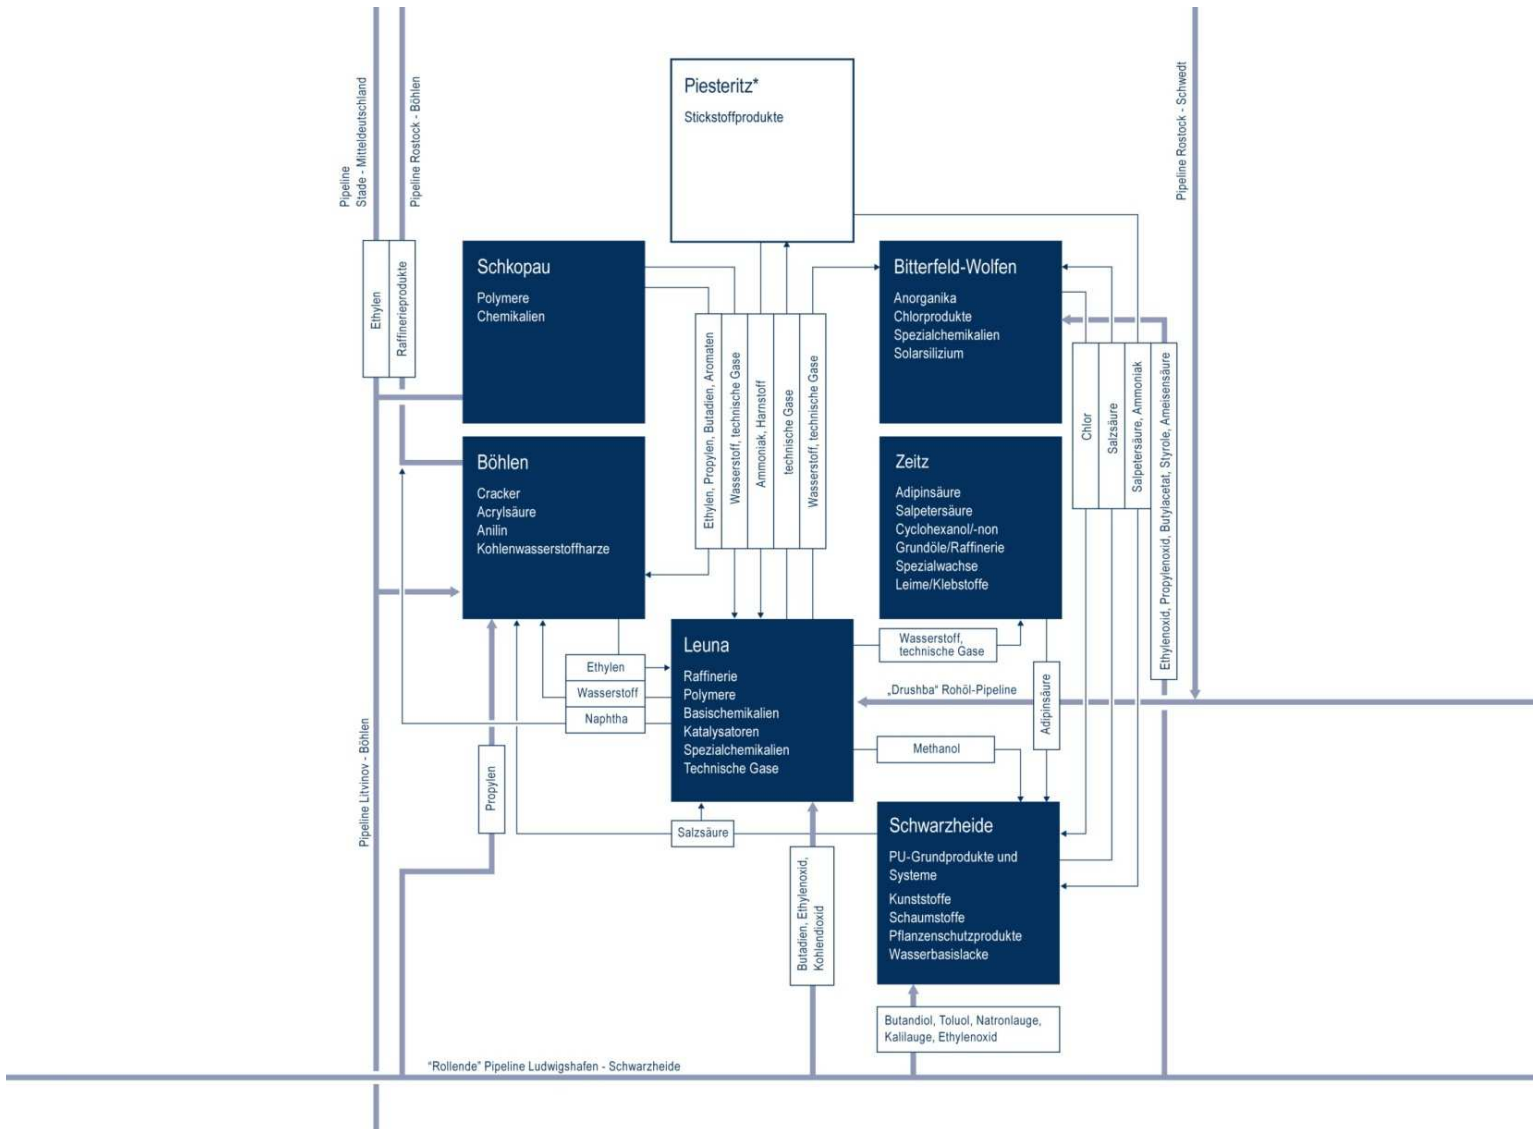 Pipeline
Stade - Mitteldeutschland
Pipeline Rostock - Böhlen
Pipeline Rostock - Schwedt
Piesteritz*
Stickstoffprodukte
Ethylen
Raffinerieprodukte
Schkopau
Polymere
Chemikalien
Bitterfeld-Wolfen
Anorganika
Chlorprodukte
Spezialchemikalien
Solarsilizium
Ethylen, Propylen, Butadien, Aromaten
Wasserstoff, technische Gase
Ammoniak, Harnstoff
technische Gase
Wasserstoff, technische Gase
Chlor
Salzsäure
Salpetersäure, Ammoniak
Ethylenoxid, Propylenoxid, Butylacetat, Styrole, Ameisensäure
Böhlen
Cracker
Acrylsäure
Anilin
Kohlenwasserstoffharze
Zeitz
Adipinsäure
Salpetersäure
Cyclohexanol/-non
Grundöle/Raffinerie
Spezialwachse
Leime/Klebstoffe
Leuna
Raffinerie
Polymere
Basischemikalien
Katalysatoren
Spezialchemikalien
Technische Gase
Ethylen
Wasserstoff
Naphtha
Wasserstoff,
technische Gase
„Drushba" Rohöl-Pipeline
Adipinsäure
Methanol
Pipeline Litvinov - Böhlen
Propylen
Salzsäure
Schwarzheide
PU-Grundprodukte und
Systeme
Kunststoffe
Schaumstoffe
Pflanzenschutzprodukte
Wasserbasislacke
Butadien, Ethylenoxid,
Kohlendioxid
Butandiol, Toluol, Natronlauge,
Kalilauge, Ethylenoxid
"Rollende" Pipeline Ludwigshafen - Schwarzheide